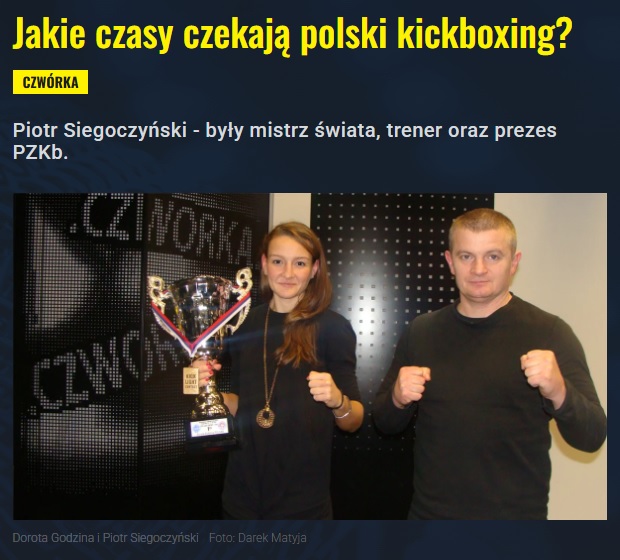 Jakie czasy czekają polski kickboxing?
CZWÓRKA
Piotr Siegoczyński - były mistrz świata, trener oraz prezes
PZKb.
.CZWORKA
.CZWÓR
Dorota Godzina i Piotr Siegoczyński Foto: Darek Matyja